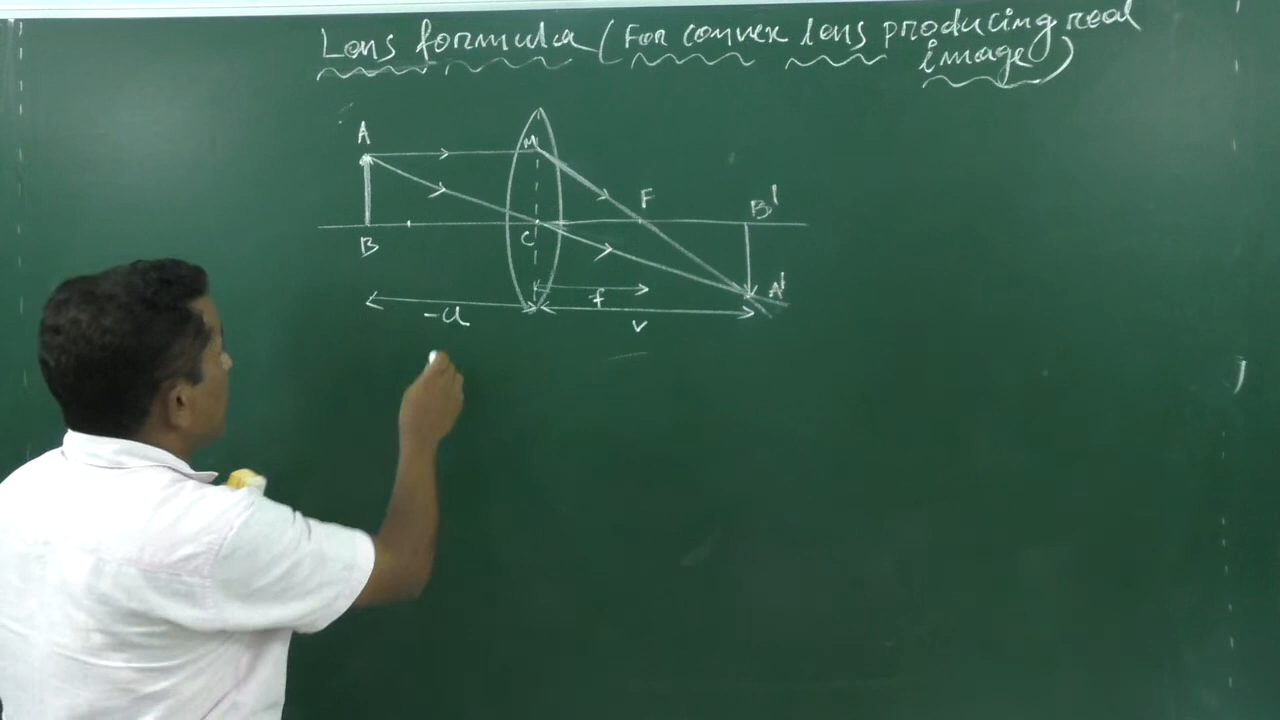 Lens formula (For convex lens producing real
image)
A
M
F
B'
B
C
A'
f
-u
v